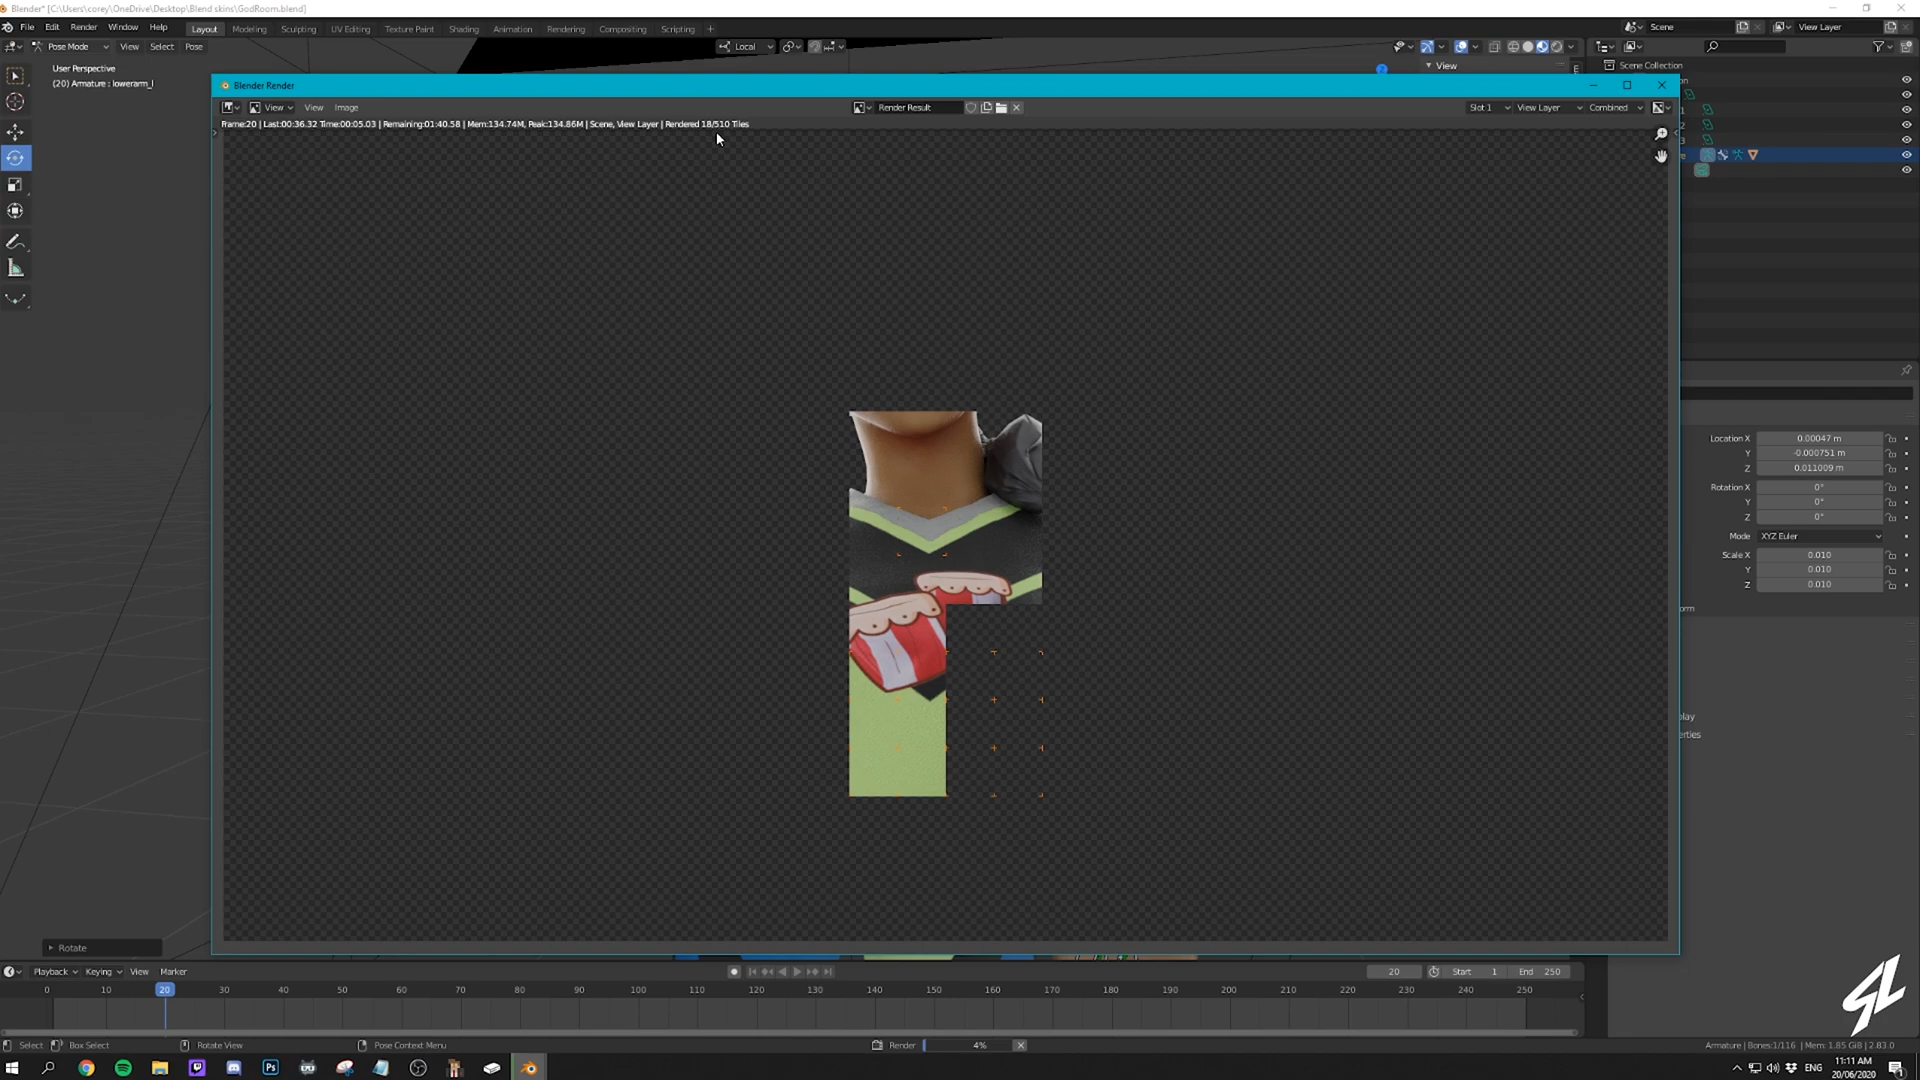 Blender* [C:\Users\corey\OneDrive\Desktop\Blend skins\GodRoom.blend]
File Edit Render Window Help Layout Modeling Sculpting UV Editing Texture Paint Shading Animation Rendering Compositing Scripting + Scene View Layer
Pose Mode View Select Pose Local
User Perspective
(20) Armature : lowerarm_l
View
Scene Collection
Blender Render
View View Image Render Result Slot 1 View Layer Combined
Frame:20 | Last:00:36.32 Time:00:05.03 | Remaining:01:40.58 | Mem:134.74M, Peak:134.86M | Scene, View Layer | Rendered 18/510 Tiles
Location X 0.00047 m
Y -0.000751 m
Z 0.011009 m
Rotation X 0°
Y 0°
Z 0°
Mode XYZ Euler
Scale X 0.010
Y 0.010
Z 0.010
orm
play
erties
Rotate
Playback Keying View Marker 20 Start 1 End 250
0 10 20 30 40 50 60 70 80 90 100 110 120 130 140 150 160 170 180 190 200 210 220 230 240 250
Select Box Select Rotate View Pose Context Menu Render 4% Armature | Bones:1/116 | Mem: 1.85 GiB | 2.83.0
Ps ENG 11:11 AM
20/06/2020